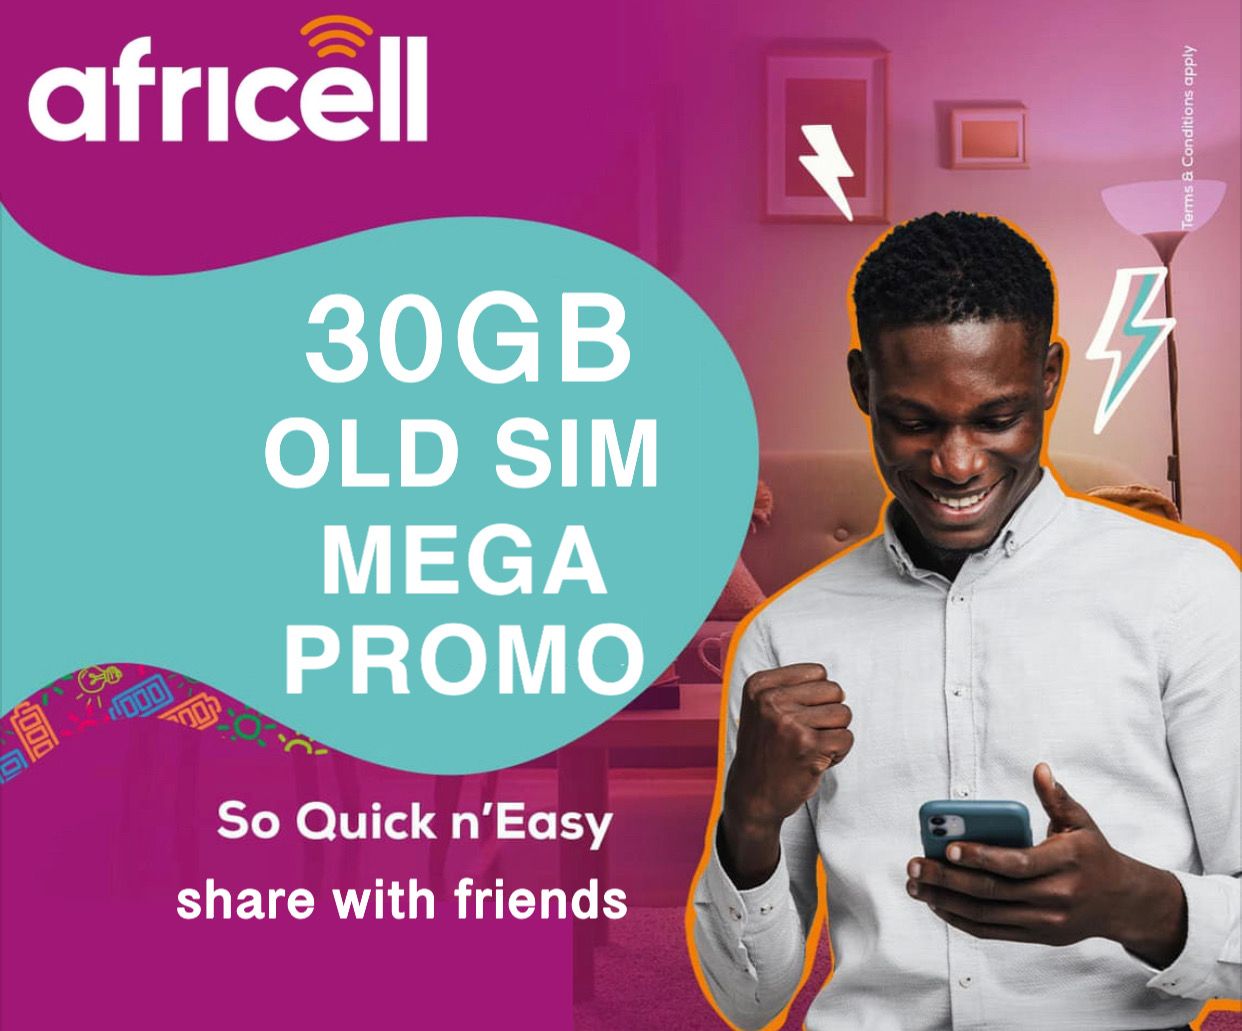 africell
Terms & Conditions apply
30GB
OLD SIM
MEGA
PROMO
So Quick n'Easy
share with friends